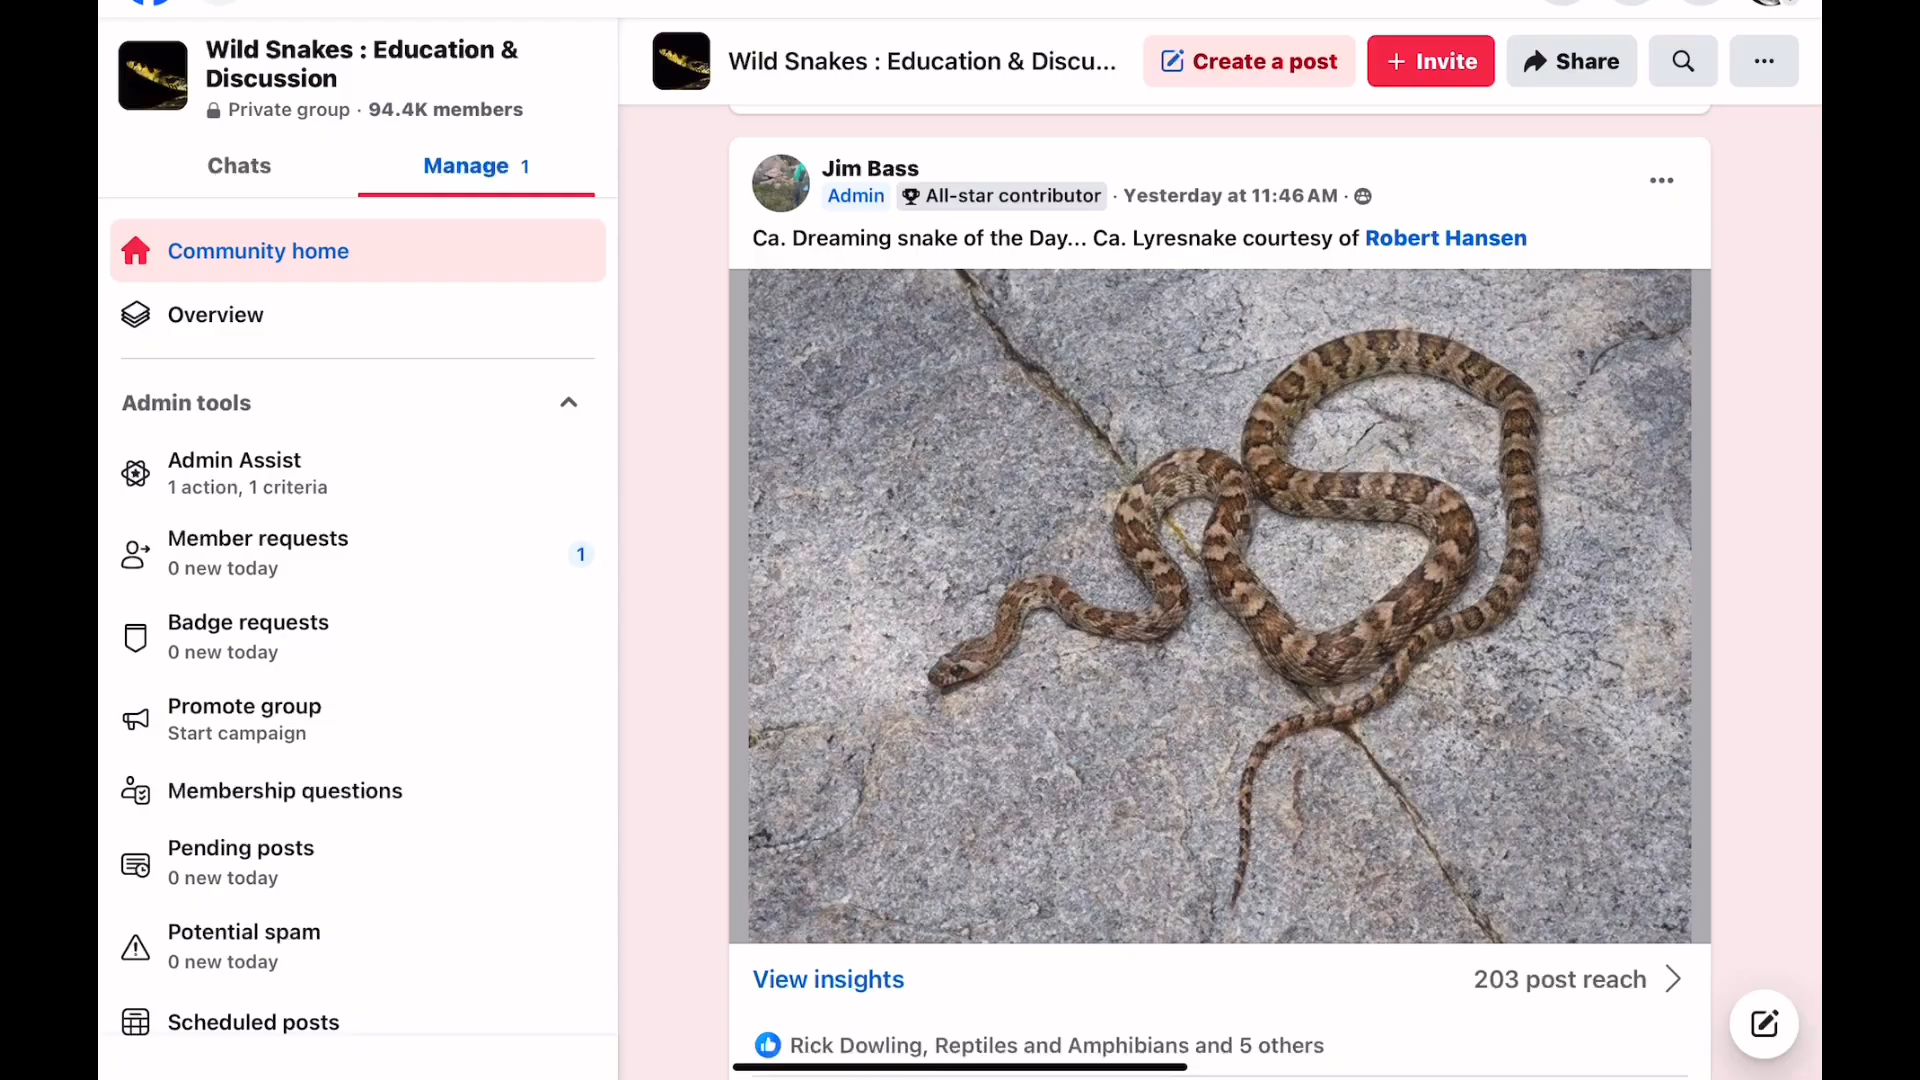 Wild Snakes : Education &
Discussion
Private group · 94.4K members
Chats
Manage 1
Community home
Overview
Admin tools
Admin Assist
1 action, 1 criteria
Member requests
0 new today
1
Badge requests
0 new today
Promote group
Start campaign
Membership questions
Pending posts
0 new today
Potential spam
0 new today
Scheduled posts
Wild Snakes : Education & Discu...
Create a post
+ Invite
Share
Jim Bass
Admin All-star contributor · Yesterday at 11:46 AM ·
Ca. Dreaming snake of the Day... Ca. Lyresnake courtesy of Robert Hansen
View insights
203 post reach
Rick Dowling, Reptiles and Amphibians and 5 others